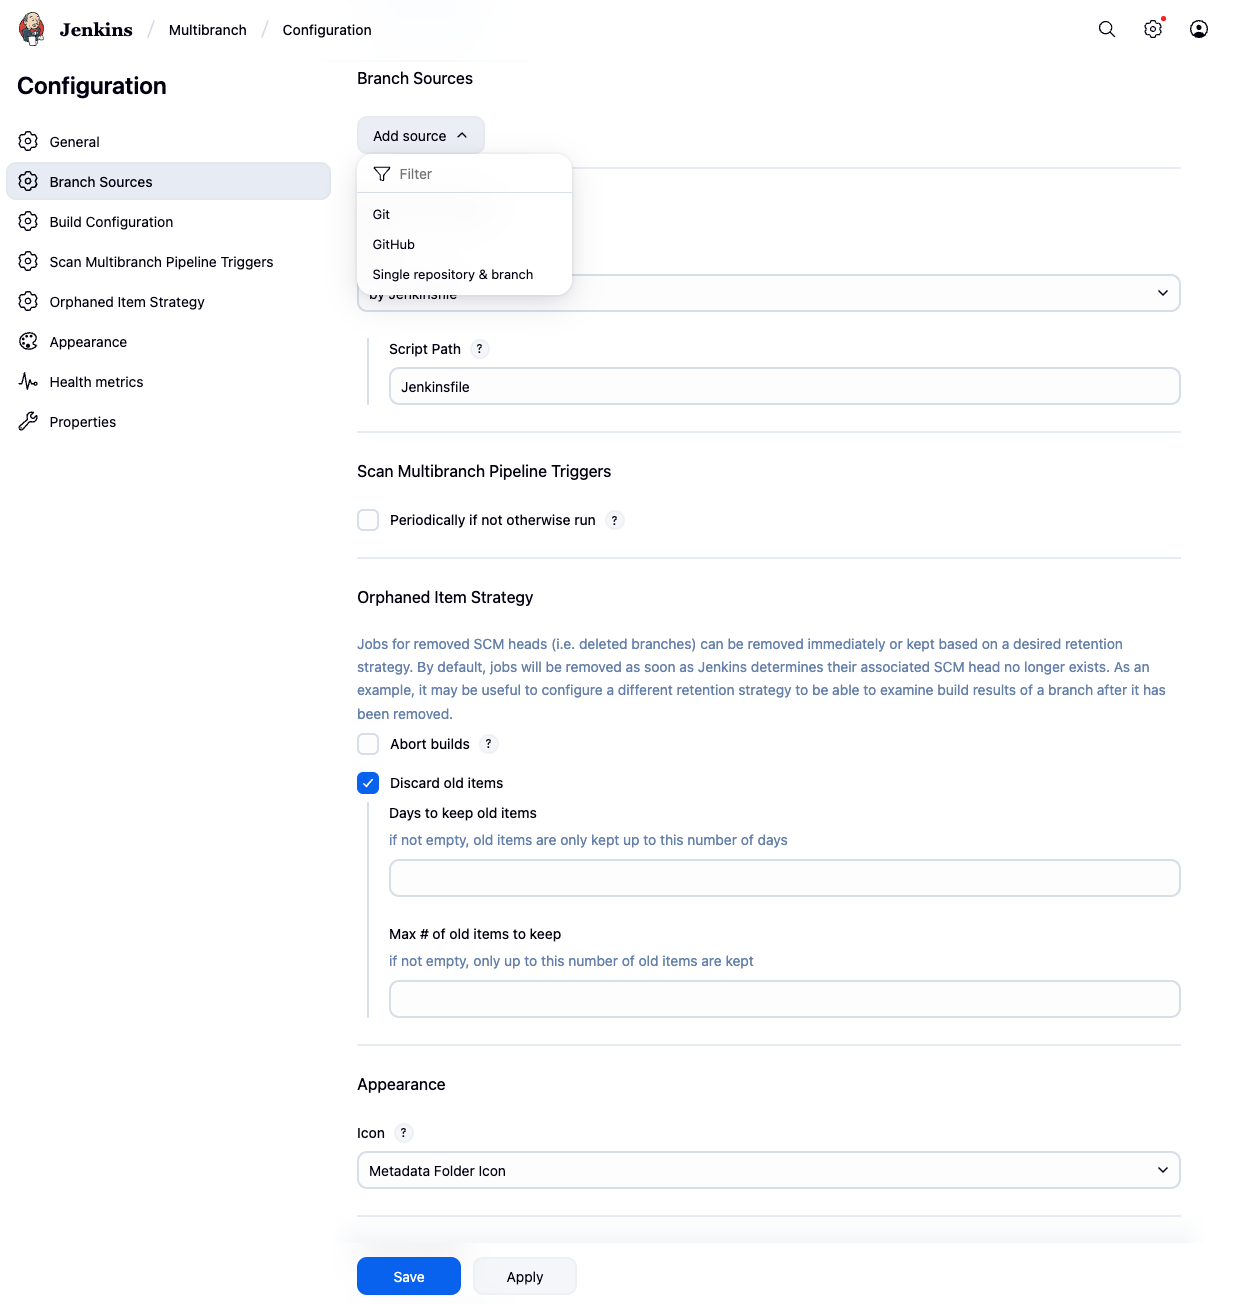 Jenkins / Multibranch / Configuration
Configuration
General
Branch Sources
Build Configuration
Scan Multibranch Pipeline Triggers
Orphaned Item Strategy
Appearance
Health metrics
Properties
Branch Sources
Add source
Filter
Git
GitHub
Single repository & branch
by Jenkinsfile
Script Path ?
Jenkinsfile
Scan Multibranch Pipeline Triggers
Periodically if not otherwise run ?
Orphaned Item Strategy
Jobs for removed SCM heads (i.e. deleted branches) can be removed immediately or kept based on a desired retention
strategy. By default, jobs will be removed as soon as Jenkins determines their associated SCM head no longer exists. As an
example, it may be useful to configure a different retention strategy to be able to examine build results of a branch after it has
been removed.
Abort builds ?
Discard old items
Days to keep old items
if not empty, old items are only kept up to this number of days
Max # of old items to keep
if not empty, only up to this number of old items are kept
Appearance
Icon ?
Metadata Folder Icon
Save
Apply